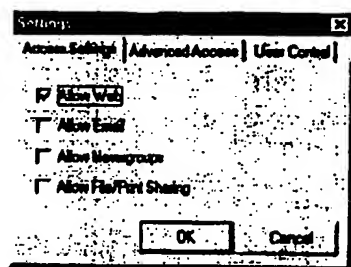 Settings
Access Settings Advanced Access User Control
Allow Web
Allow Email
Allow Newsgroups
Allow File/Print Sharing
OK Cancel